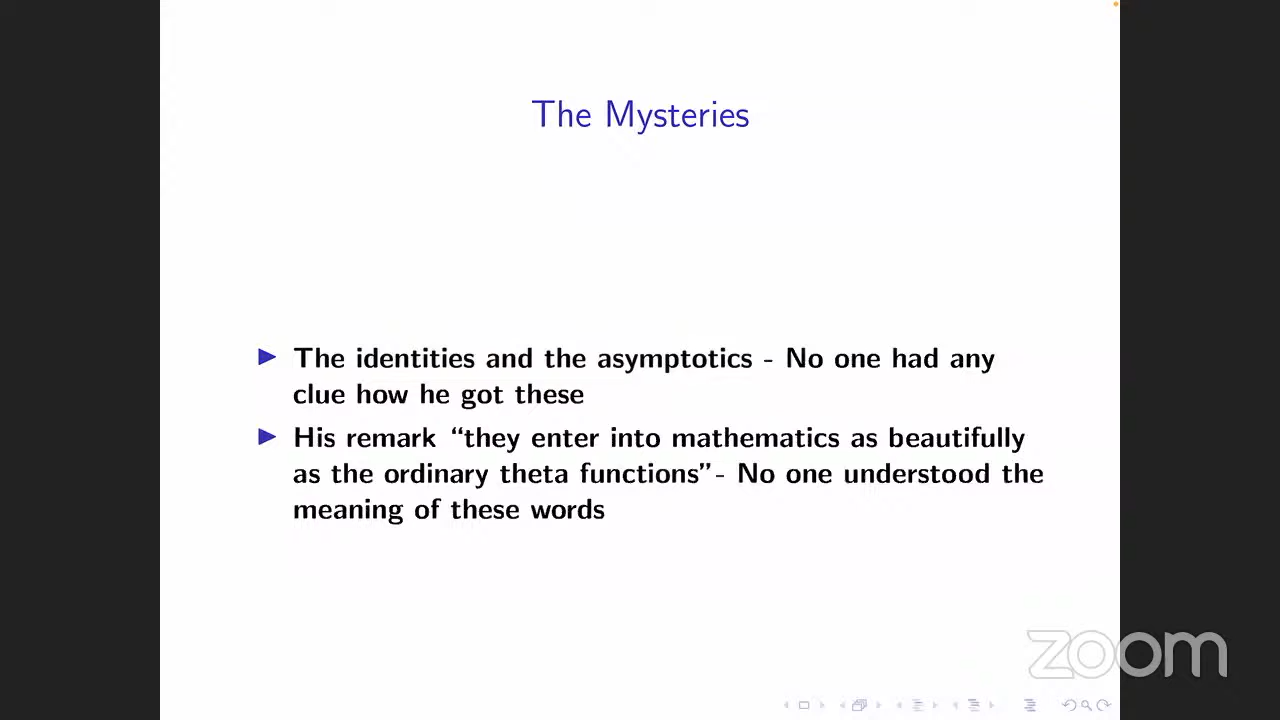 The Mysteries
The identities and the asymptotics - No one had any
clue how he got these
His remark “they enter into mathematics as beautifully
as the ordinary theta functions”- No one understood the
meaning of these words
zoom